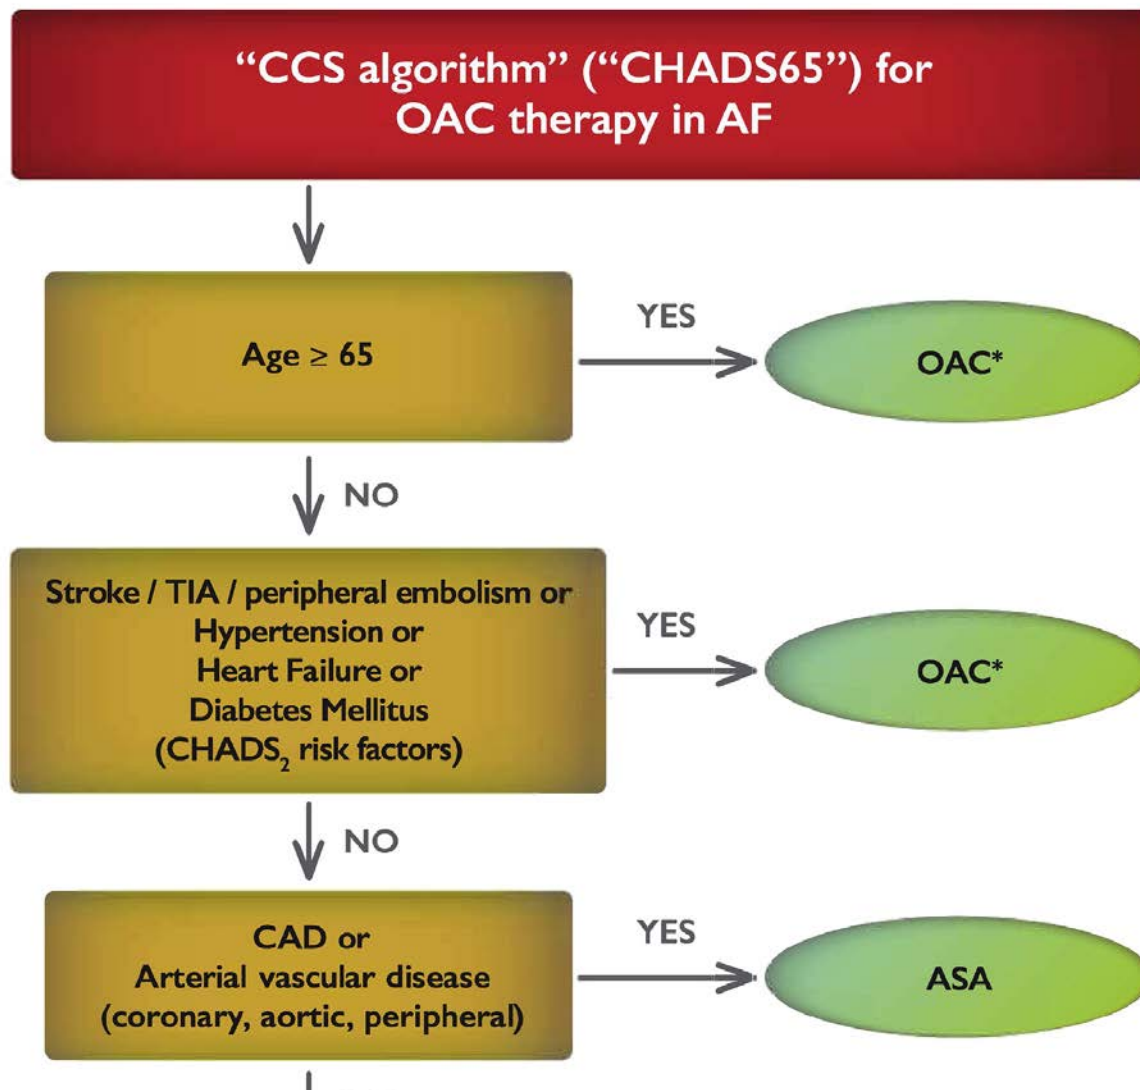 “CCS algorithm” (“CHADS65”) for
OAC therapy in AF
YES
Age ≥ 65
OAC*
NO
Stroke / TIA / peripheral embolism or
Hypertension or
Heart Failure or
Diabetes Mellitus
(CHADS₂ risk factors)
YES
OAC*
NO
CAD or
Arterial vascular disease
(coronary, aortic, peripheral)
YES
ASA